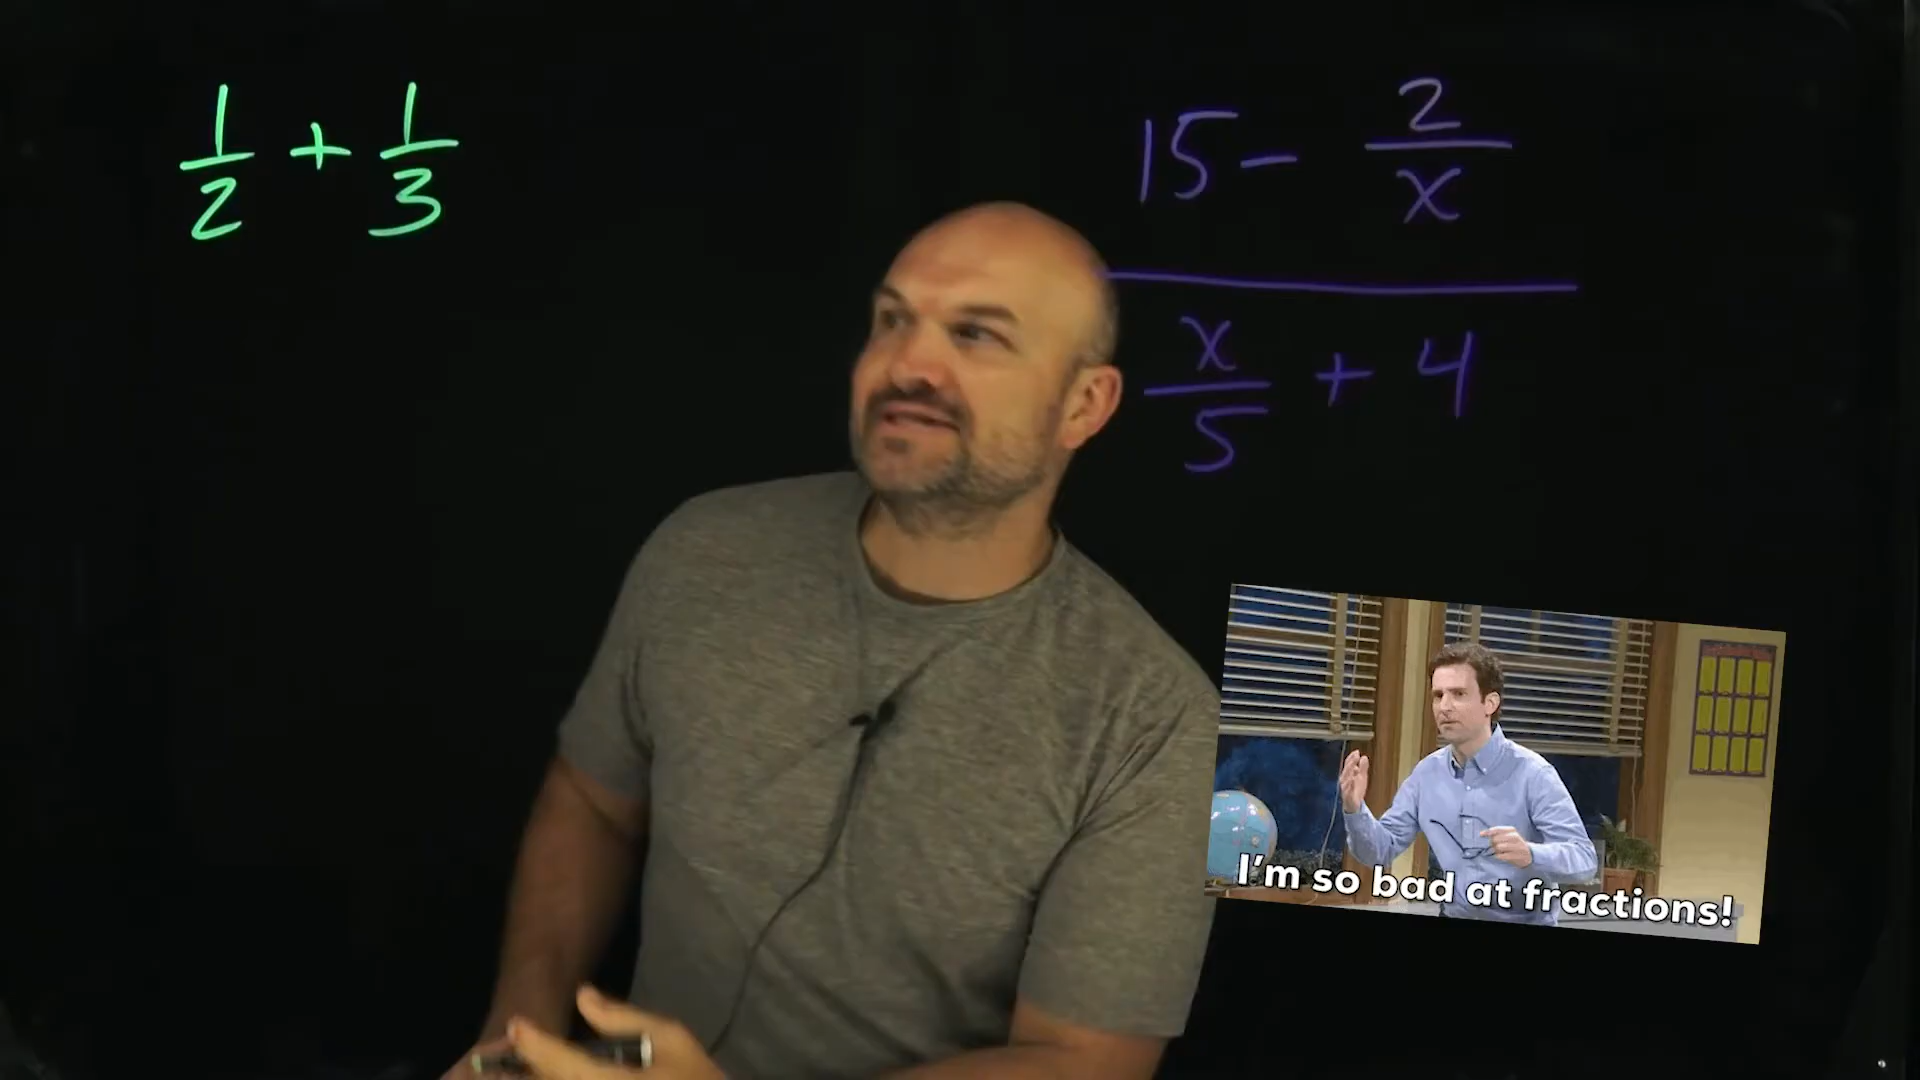 1/2 + 1/3
15 - 2/x
x/5 + 4
I'm so bad at fractions!